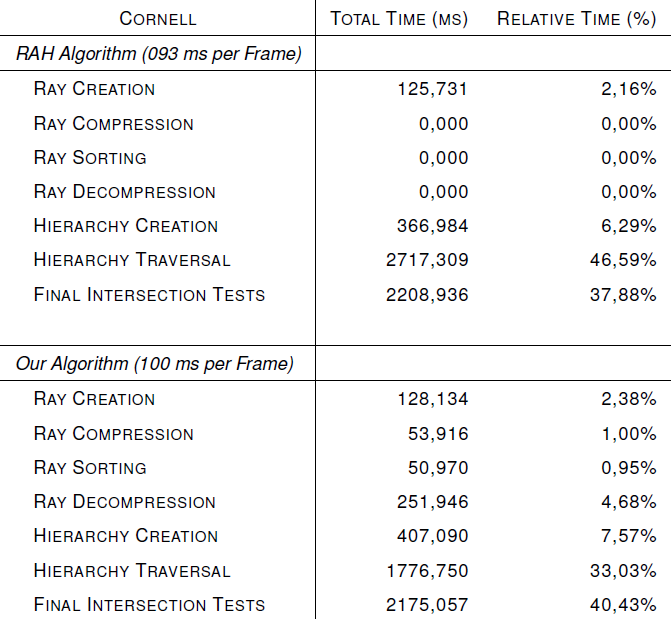 CORNELL TOTAL TIME (MS) RELATIVE TIME (%)
RAH Algorithm (093 ms per Frame)
RAY CREATION 125,731 2,16%
RAY COMPRESSION 0,000 0,00%
RAY SORTING 0,000 0,00%
RAY DECOMPRESSION 0,000 0,00%
HIERARCHY CREATION 366,984 6,29%
HIERARCHY TRAVERSAL 2717,309 46,59%
FINAL INTERSECTION TESTS 2208,936 37,88%
Our Algorithm (100 ms per Frame)
RAY CREATION 128,134 2,38%
RAY COMPRESSION 53,916 1,00%
RAY SORTING 50,970 0,95%
RAY DECOMPRESSION 251,946 4,68%
HIERARCHY CREATION 407,090 7,57%
HIERARCHY TRAVERSAL 1776,750 33,03%
FINAL INTERSECTION TESTS 2175,057 40,43%